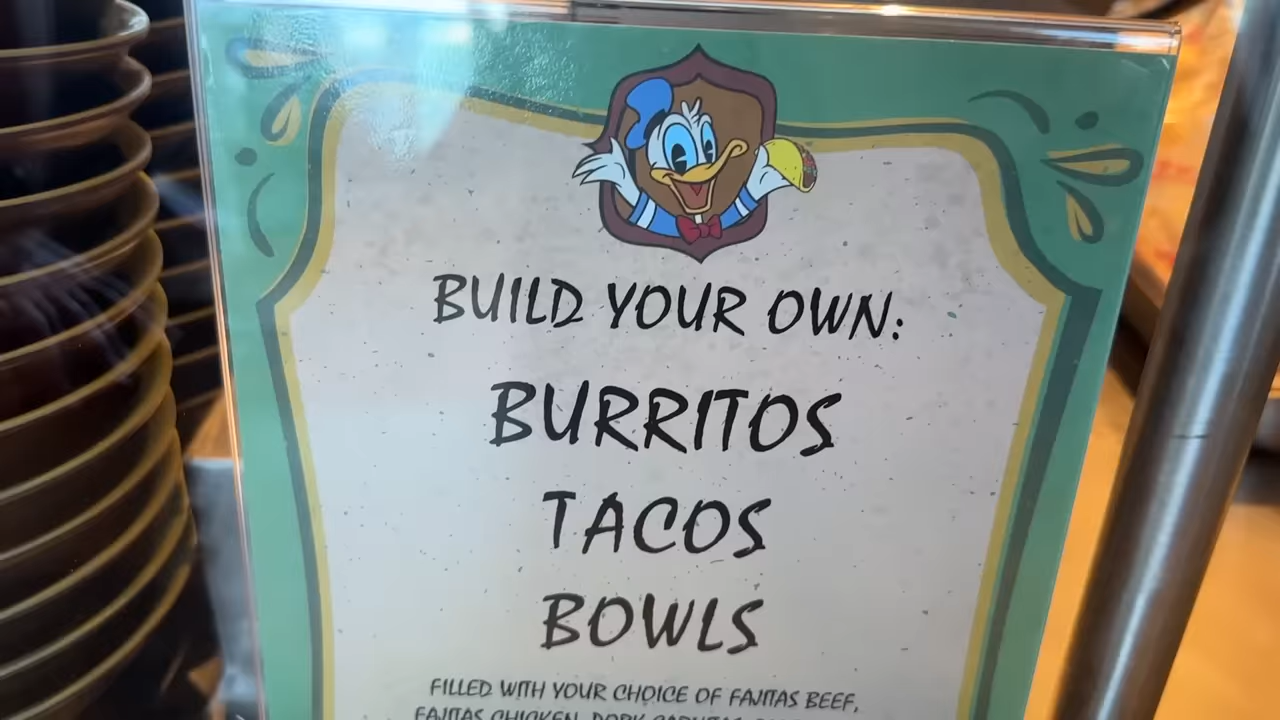 BUILD YOUR OWN:
BURRITOS
TACOS
BOWLS
FILLED WITH YOUR CHOICE OF FAJITAS BEEF,
FAJITAS CHICKEN, PORK CARNITAS,